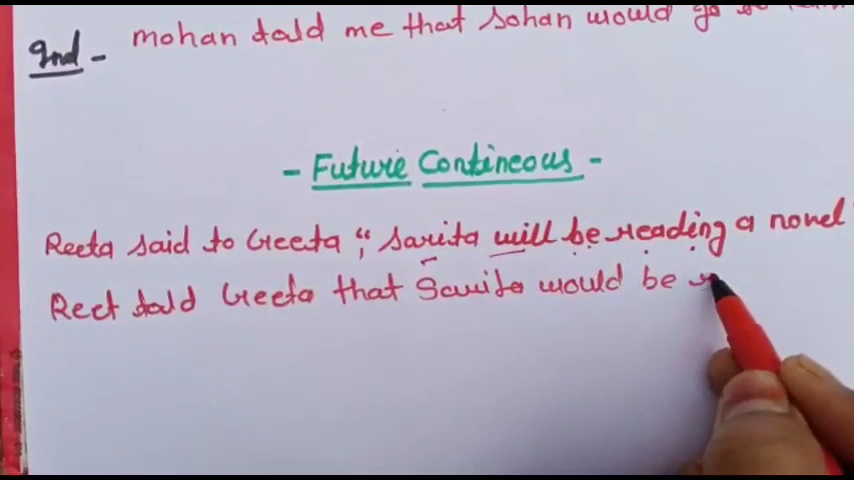 Ind - mohan told me that sohan would go
- Future Contineous -
Reeta said to Geeta, "sarita will be reading a novel
Reet told Geeta that Sarita would be r